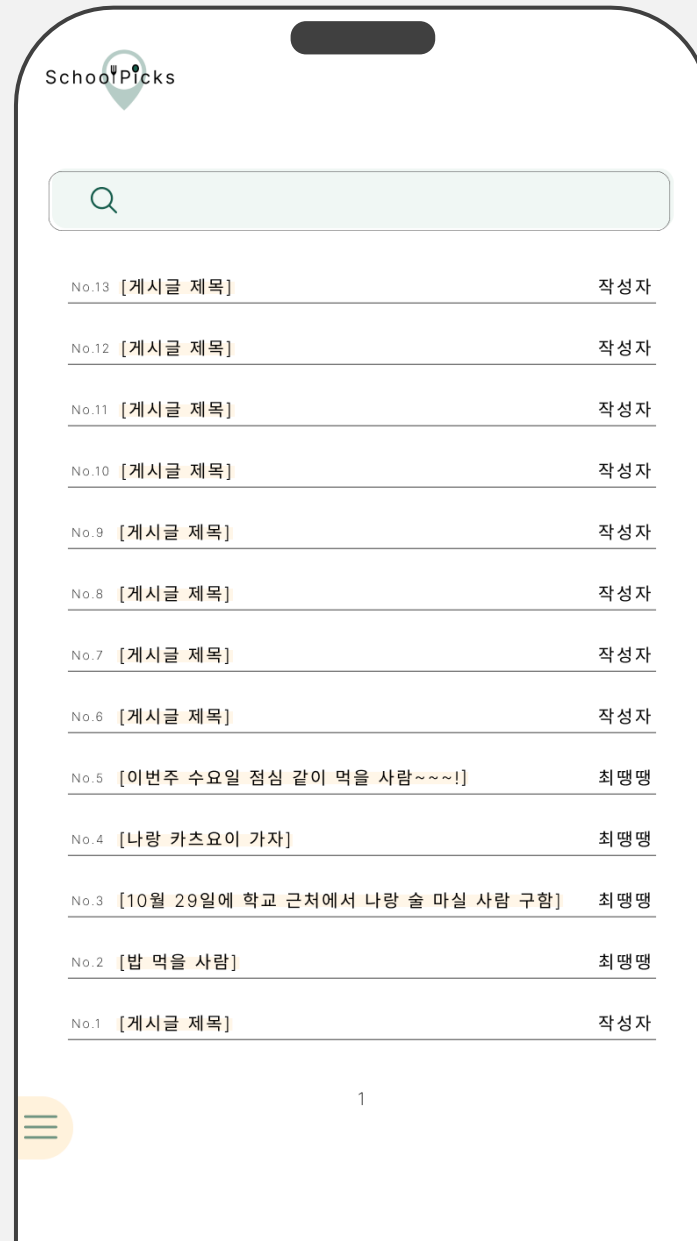 SchoolPicks
No.13 [게시글 제목] 작성자
No.12 [게시글 제목] 작성자
No.11 [게시글 제목] 작성자
No.10 [게시글 제목] 작성자
No.9 [게시글 제목] 작성자
No.8 [게시글 제목] 작성자
No.7 [게시글 제목] 작성자
No.6 [게시글 제목] 작성자
No.5 [이번주 수요일 점심 같이 먹을 사람~~~!] 최땡땡
No.4 [나랑 카츠요이 가자] 최땡땡
No.3 [10월 29일에 학교 근처에서 나랑 술 마실 사람 구함] 최땡땡
No.2 [밥 먹을 사람] 최땡땡
No.1 [게시글 제목] 작성자
1